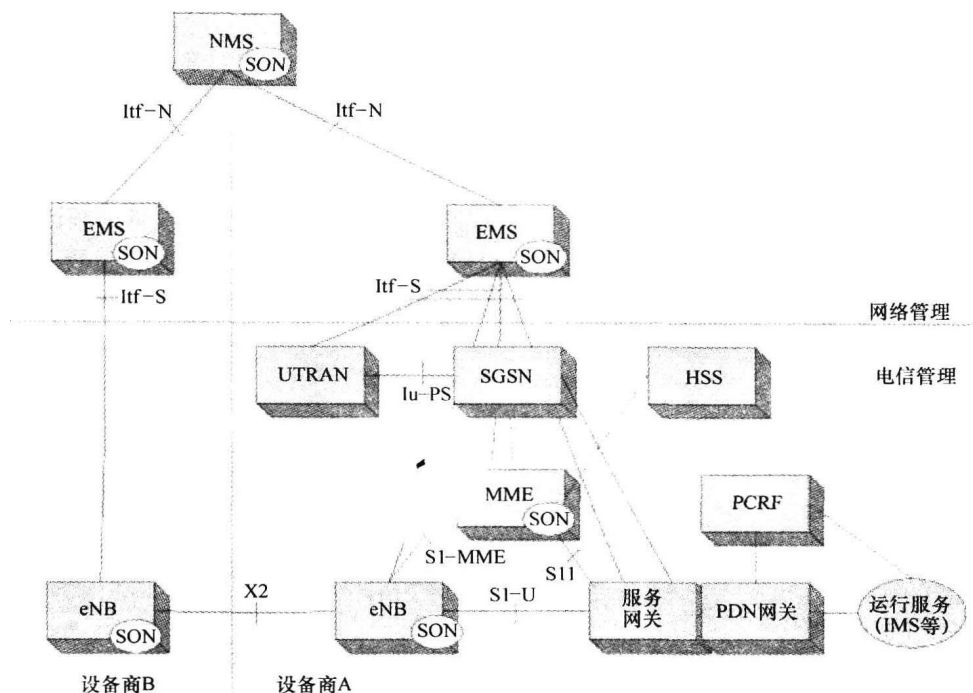 NMS
SON
Itf-N
Itf-N
EMS
SON
EMS
SON
Itf-S
Itf-S
网络管理
UTRAN
SGSN
HSS
电信管理
Iu-PS
MME
SON
PCRF
S1-MME
S11
X2
S1-U
eNB
SON
eNB
SON
服务
网关
PDN网关
运行服务
(IMS等)
设备商B
设备商A